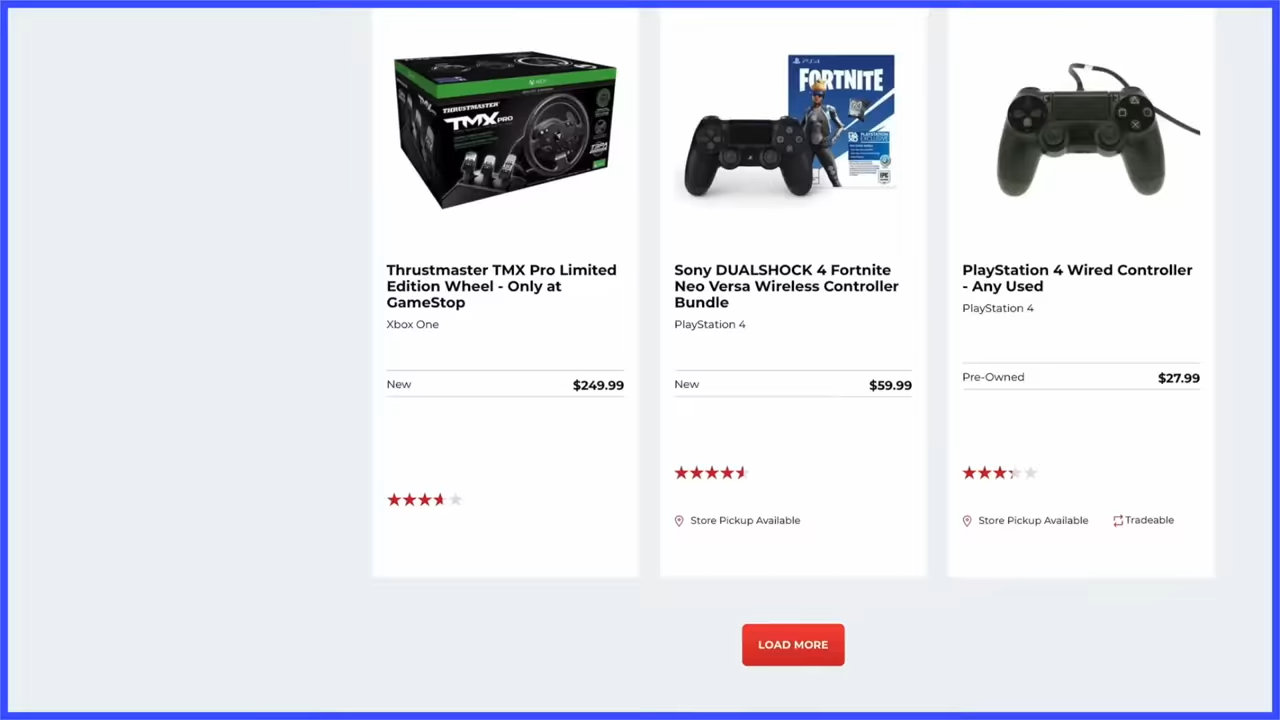 XBOX
THRUSTMASTER
TMX PRO
PS4
FORTNITE
Thrustmaster TMX Pro Limited
Edition Wheel - Only at
GameStop
Xbox One
New $249.99
Sony DUALSHOCK 4 Fortnite
Neo Versa Wireless Controller
Bundle
PlayStation 4
New $59.99
Store Pickup Available
PlayStation 4 Wired Controller
- Any Used
PlayStation 4
Pre-Owned $27.99
Store Pickup Available Tradeable
LOAD MORE